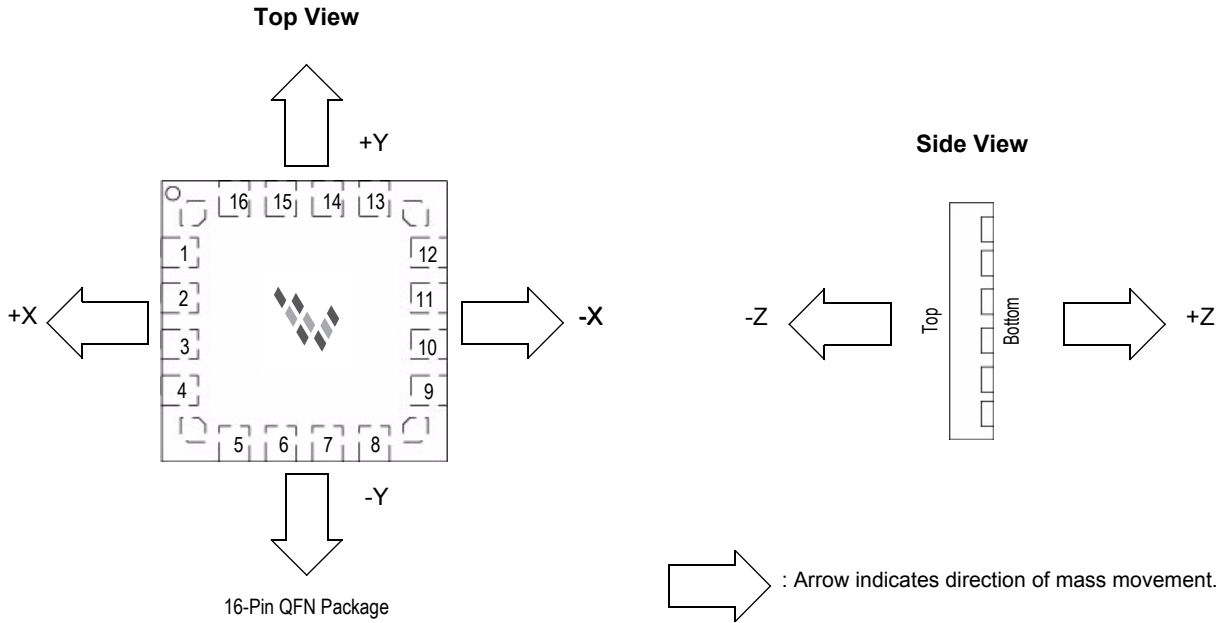 Top View
+Y
Side View
16 15 14 13
1
12
2
11
3
10
4
9
5 6 7 8
+X
-X
-Y
-Z
Top
Bottom
+Z
16-Pin QFN Package
: Arrow indicates direction of mass movement.